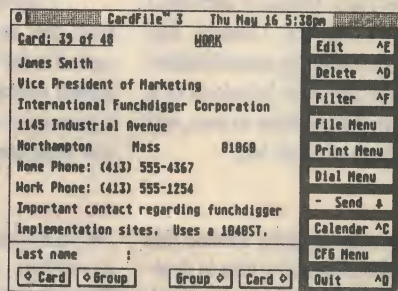 CardFile™ 3 Thu May 16 5:38pm
Card: 39 of 48 WORK
James Smith
Vice President of Marketing
International Funchdigger Corporation
1145 Industrial Avenue
Northampton Mass 01060
Home Phone: (413) 555-4367
Work Phone: (413) 555-1254
Important contact regarding funchdigger
implementation sites. Uses a 1040ST.
Last name :
Card Group Group Card
Edit ^E
Delete ^D
Filter ^F
File Menu
Print Menu
Dial Menu
- Send
Calendar ^C
CFG Menu
Quit ^Q